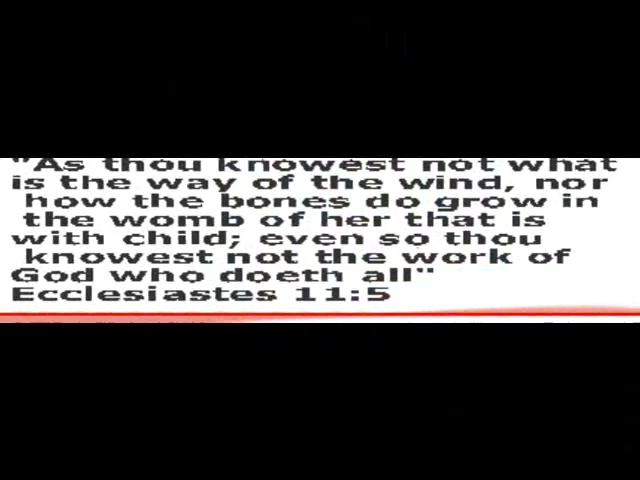 "As thou knowest not what
is the way of the wind, nor
how the bones do grow in
the womb of her that is
with child; even so thou
knowest not the work of
God who doeth all"
Ecclesiastes 11:5